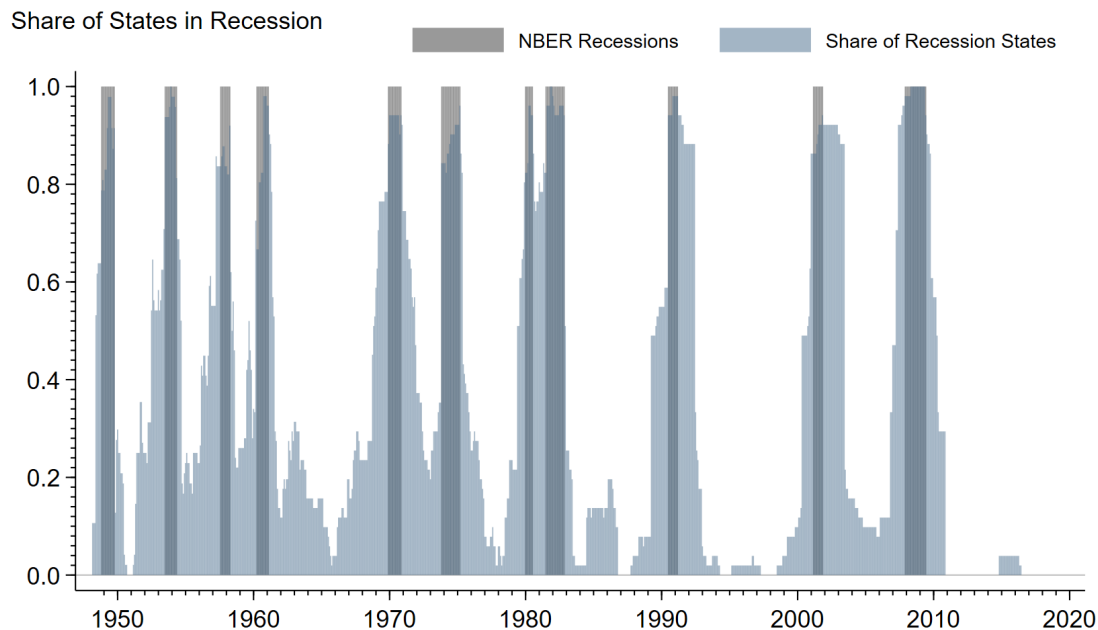 Share of States in Recession
NBER Recessions
Share of Recession States
1.0
0.8
0.6
0.4
0.2
0.0
1950 1960 1970 1980 1990 2000 2010 2020